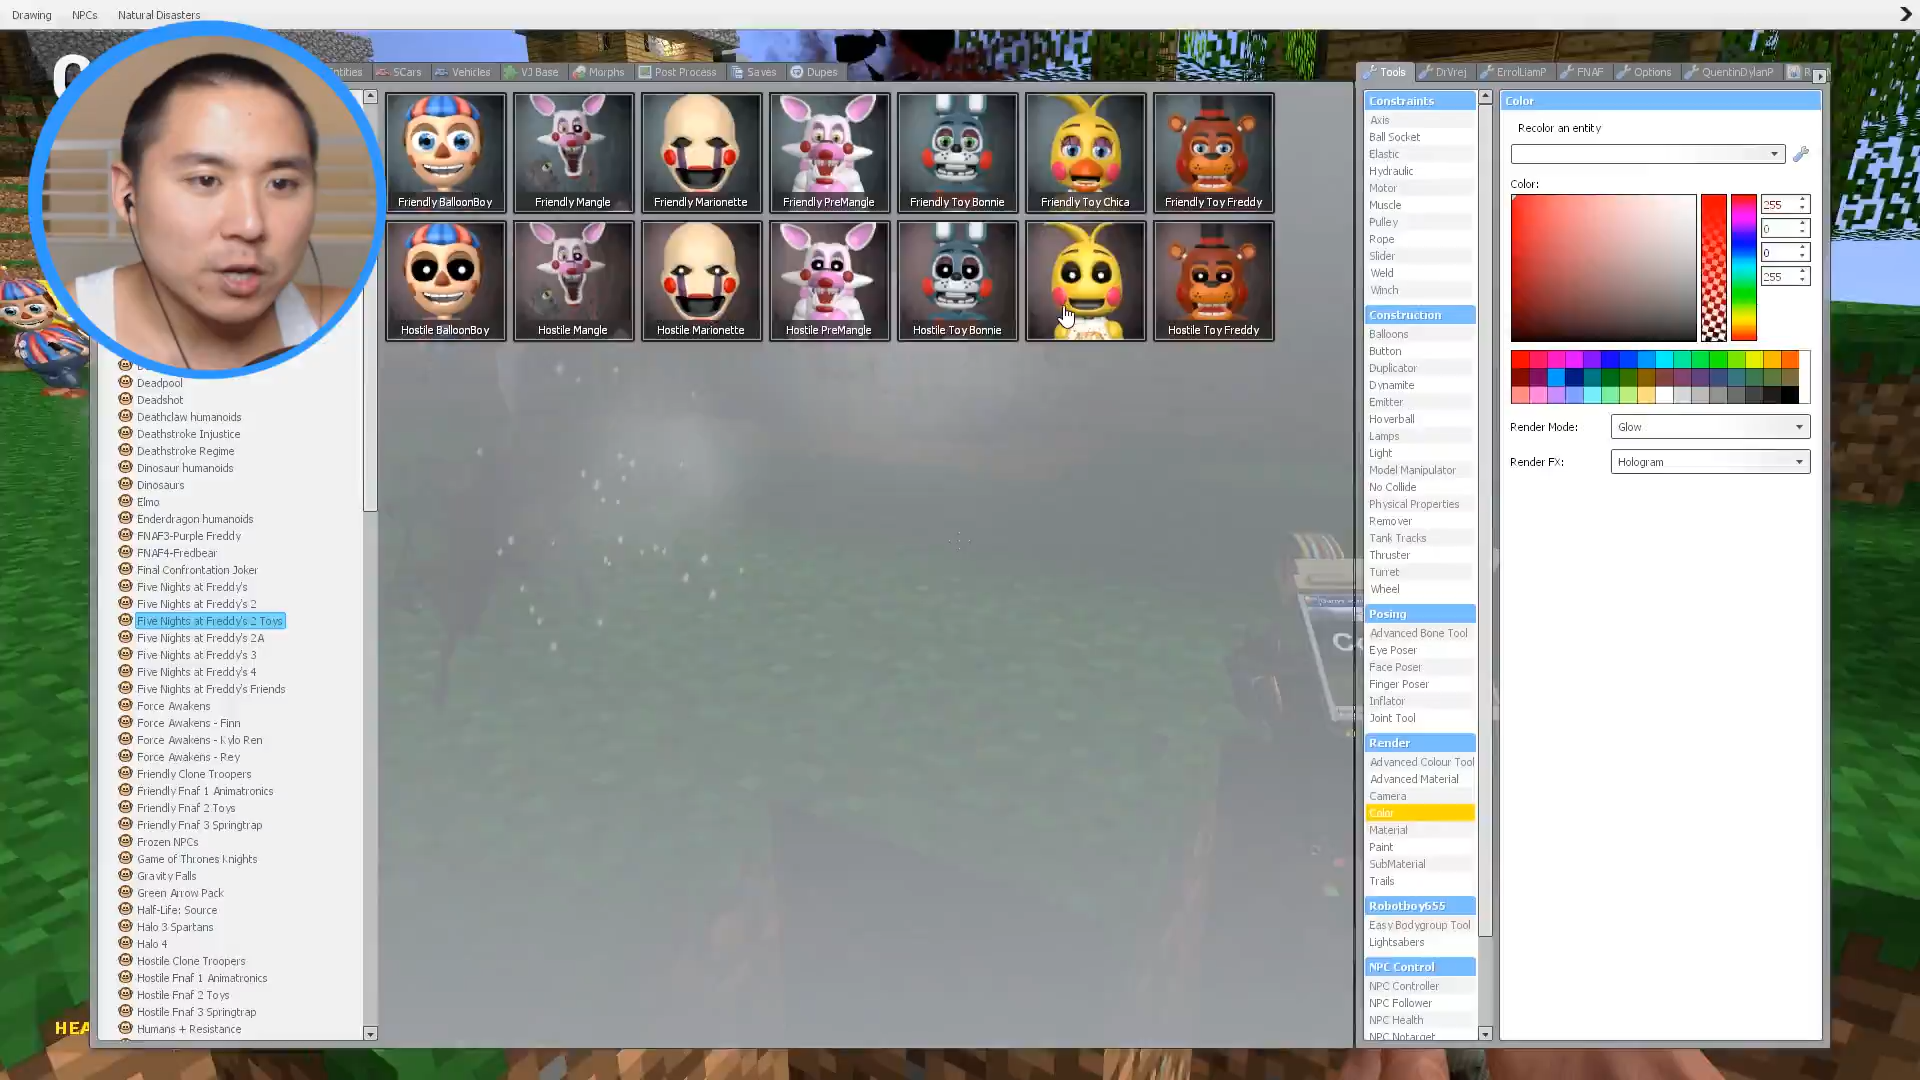 Drawing NPCs Natural Disasters
Entities SCars Vehicles VJ Base Morphs Post Process Saves Dupes
Tools DrVrej ErrolLiamP FNAF Options QuentinDylanP
Friendly BalloonBoy Friendly Mangle Friendly Marionette Friendly PreMangle Friendly Toy Bonnie Friendly Toy Chica Friendly Toy Freddy
Hostile BalloonBoy Hostile Mangle Hostile Marionette Hostile PreMangle Hostile Toy Bonnie Hostile Toy Freddy
Deadpool
Deadshot
Deathclaw humanoids
Deathstroke Injustice
Deathstroke Regime
Dinosaur humanoids
Dinosaurs
Elmo
Enderdragon humanoids
FNAF3-Purple Freddy
FNAF4-Fredbear
Final Confrontation Joker
Five Nights at Freddy's
Five Nights at Freddy's 2
Five Nights at Freddy's 2 Toys
Five Nights at Freddy's 2A
Five Nights at Freddy's 3
Five Nights at Freddy's 4
Five Nights at Freddy's Friends
Force Awakens
Force Awakens - Finn
Force Awakens - Kylo Ren
Force Awakens - Rey
Friendly Clone Troopers
Friendly Fnaf 1 Animatronics
Friendly Fnaf 2 Toys
Friendly Fnaf 3 Springtrap
Frozen NPCs
Game of Thrones Knights
Gravity Falls
Green Arrow Pack
Half-Life: Source
Halo 3 Spartans
Halo 4
Hostile Clone Troopers
Hostile Fnaf 1 Animatronics
Hostile Fnaf 2 Toys
Hostile Fnaf 3 Springtrap
Humans + Resistance
HEA
Constraints
Axis
Ball Socket
Elastic
Hydraulic
Motor
Muscle
Pulley
Rope
Slider
Weld
Winch
Construction
Balloons
Button
Duplicator
Dynamite
Emitter
Hoverball
Lamps
Light
Model Manipulator
No Collide
Physical Properties
Remover
Tank Tracks
Thruster
Turret
Wheel
Posing
Advanced Bone Tool
Eye Poser
Face Poser
Finger Poser
Inflator
Joint Tool
Render
Advanced Colour Tool
Advanced Material
Camera
Color
Material
Paint
SubMaterial
Trails
Robotboy655
Easy Bodygroup Tool
Lightsabers
NPC Control
NPC Controller
NPC Follower
NPC Health
NPC Notarget
Color
Recolor an entity
Color:
255
0
0
255
Render Mode: Glow
Render FX: Hologram